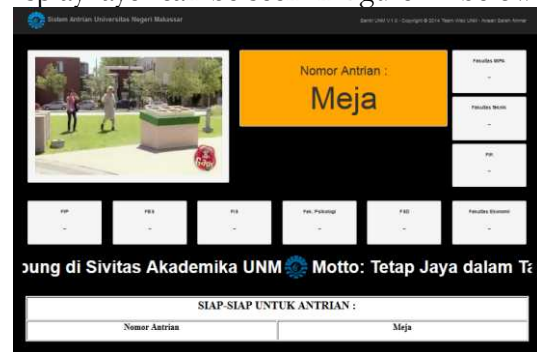 Sistem Antrian Universitas Negeri Makassar
Nomor Antrian :
Meja
Fakultas MIPA
-
Fakultas Teknik
-
FIK
-
FIP
-
FBS
-
FIS
-
Fak. Psikologi
-
FSD
-
Fakultas Ekonomi
-
bung di Sivitas Akademika UNM Motto: Tetap Jaya dalam Ta
SIAP-SIAP UNTUK ANTRIAN :
Nomor Antrian Meja